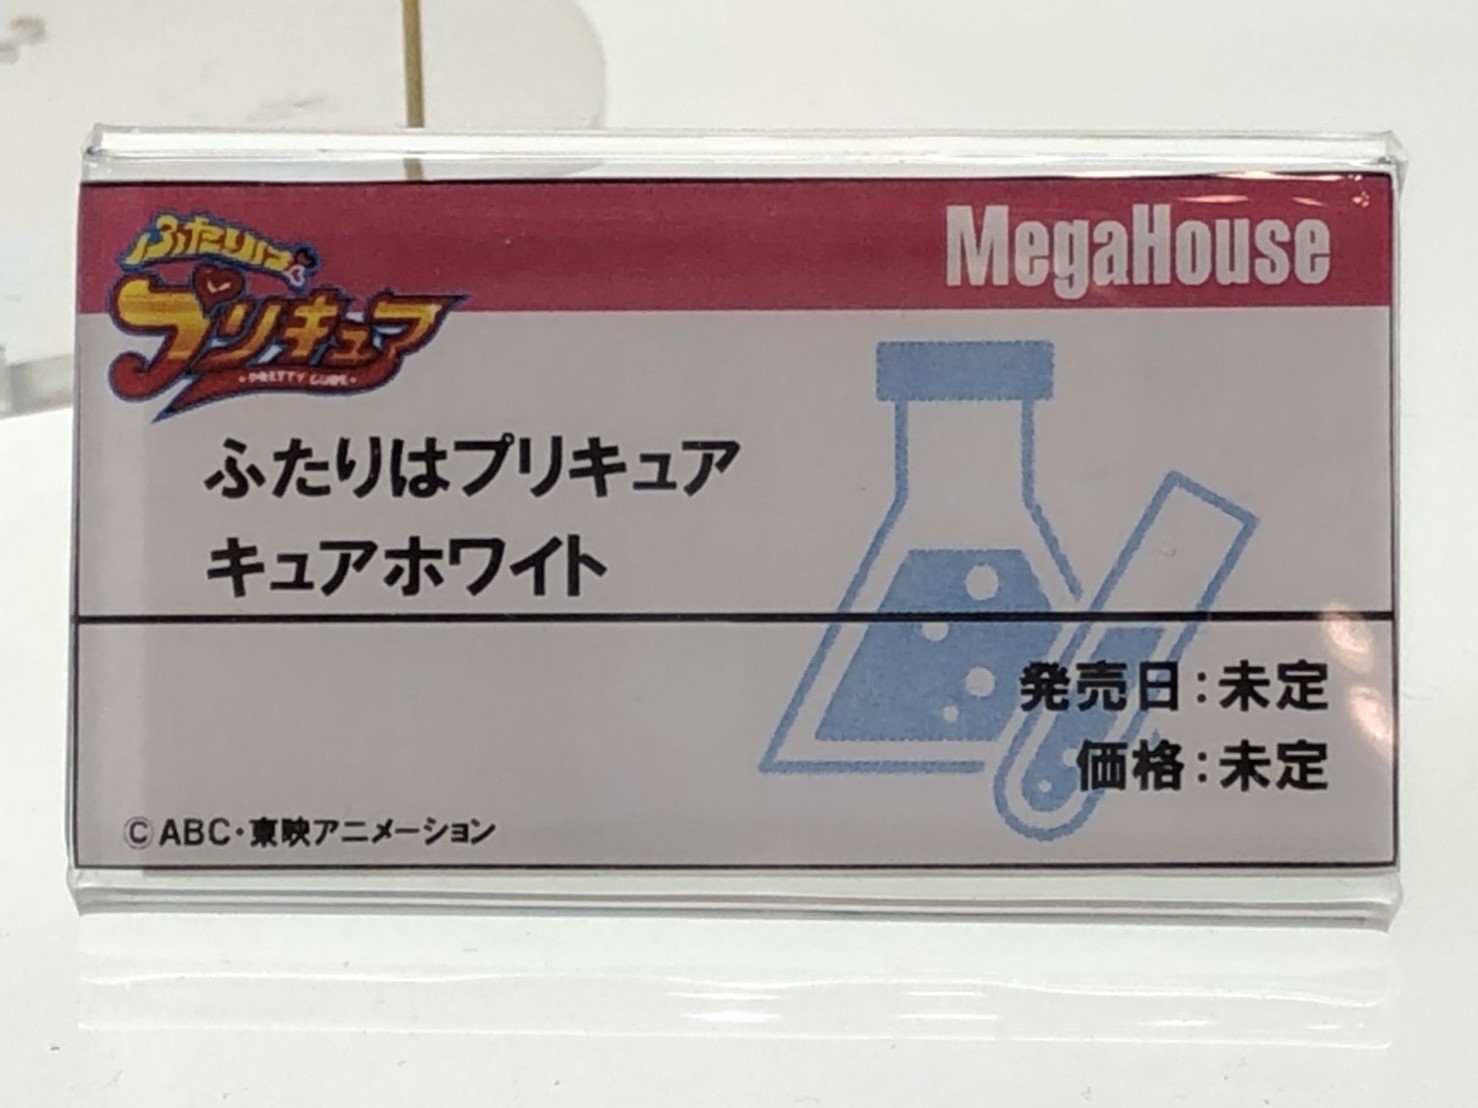 MegaHouse
ふたりは
プリキュア
・PRETTY CURE・
ふたりはプリキュア
キュアホワイト
発売日：未定
価格：未定
©ABC・東映アニメーション